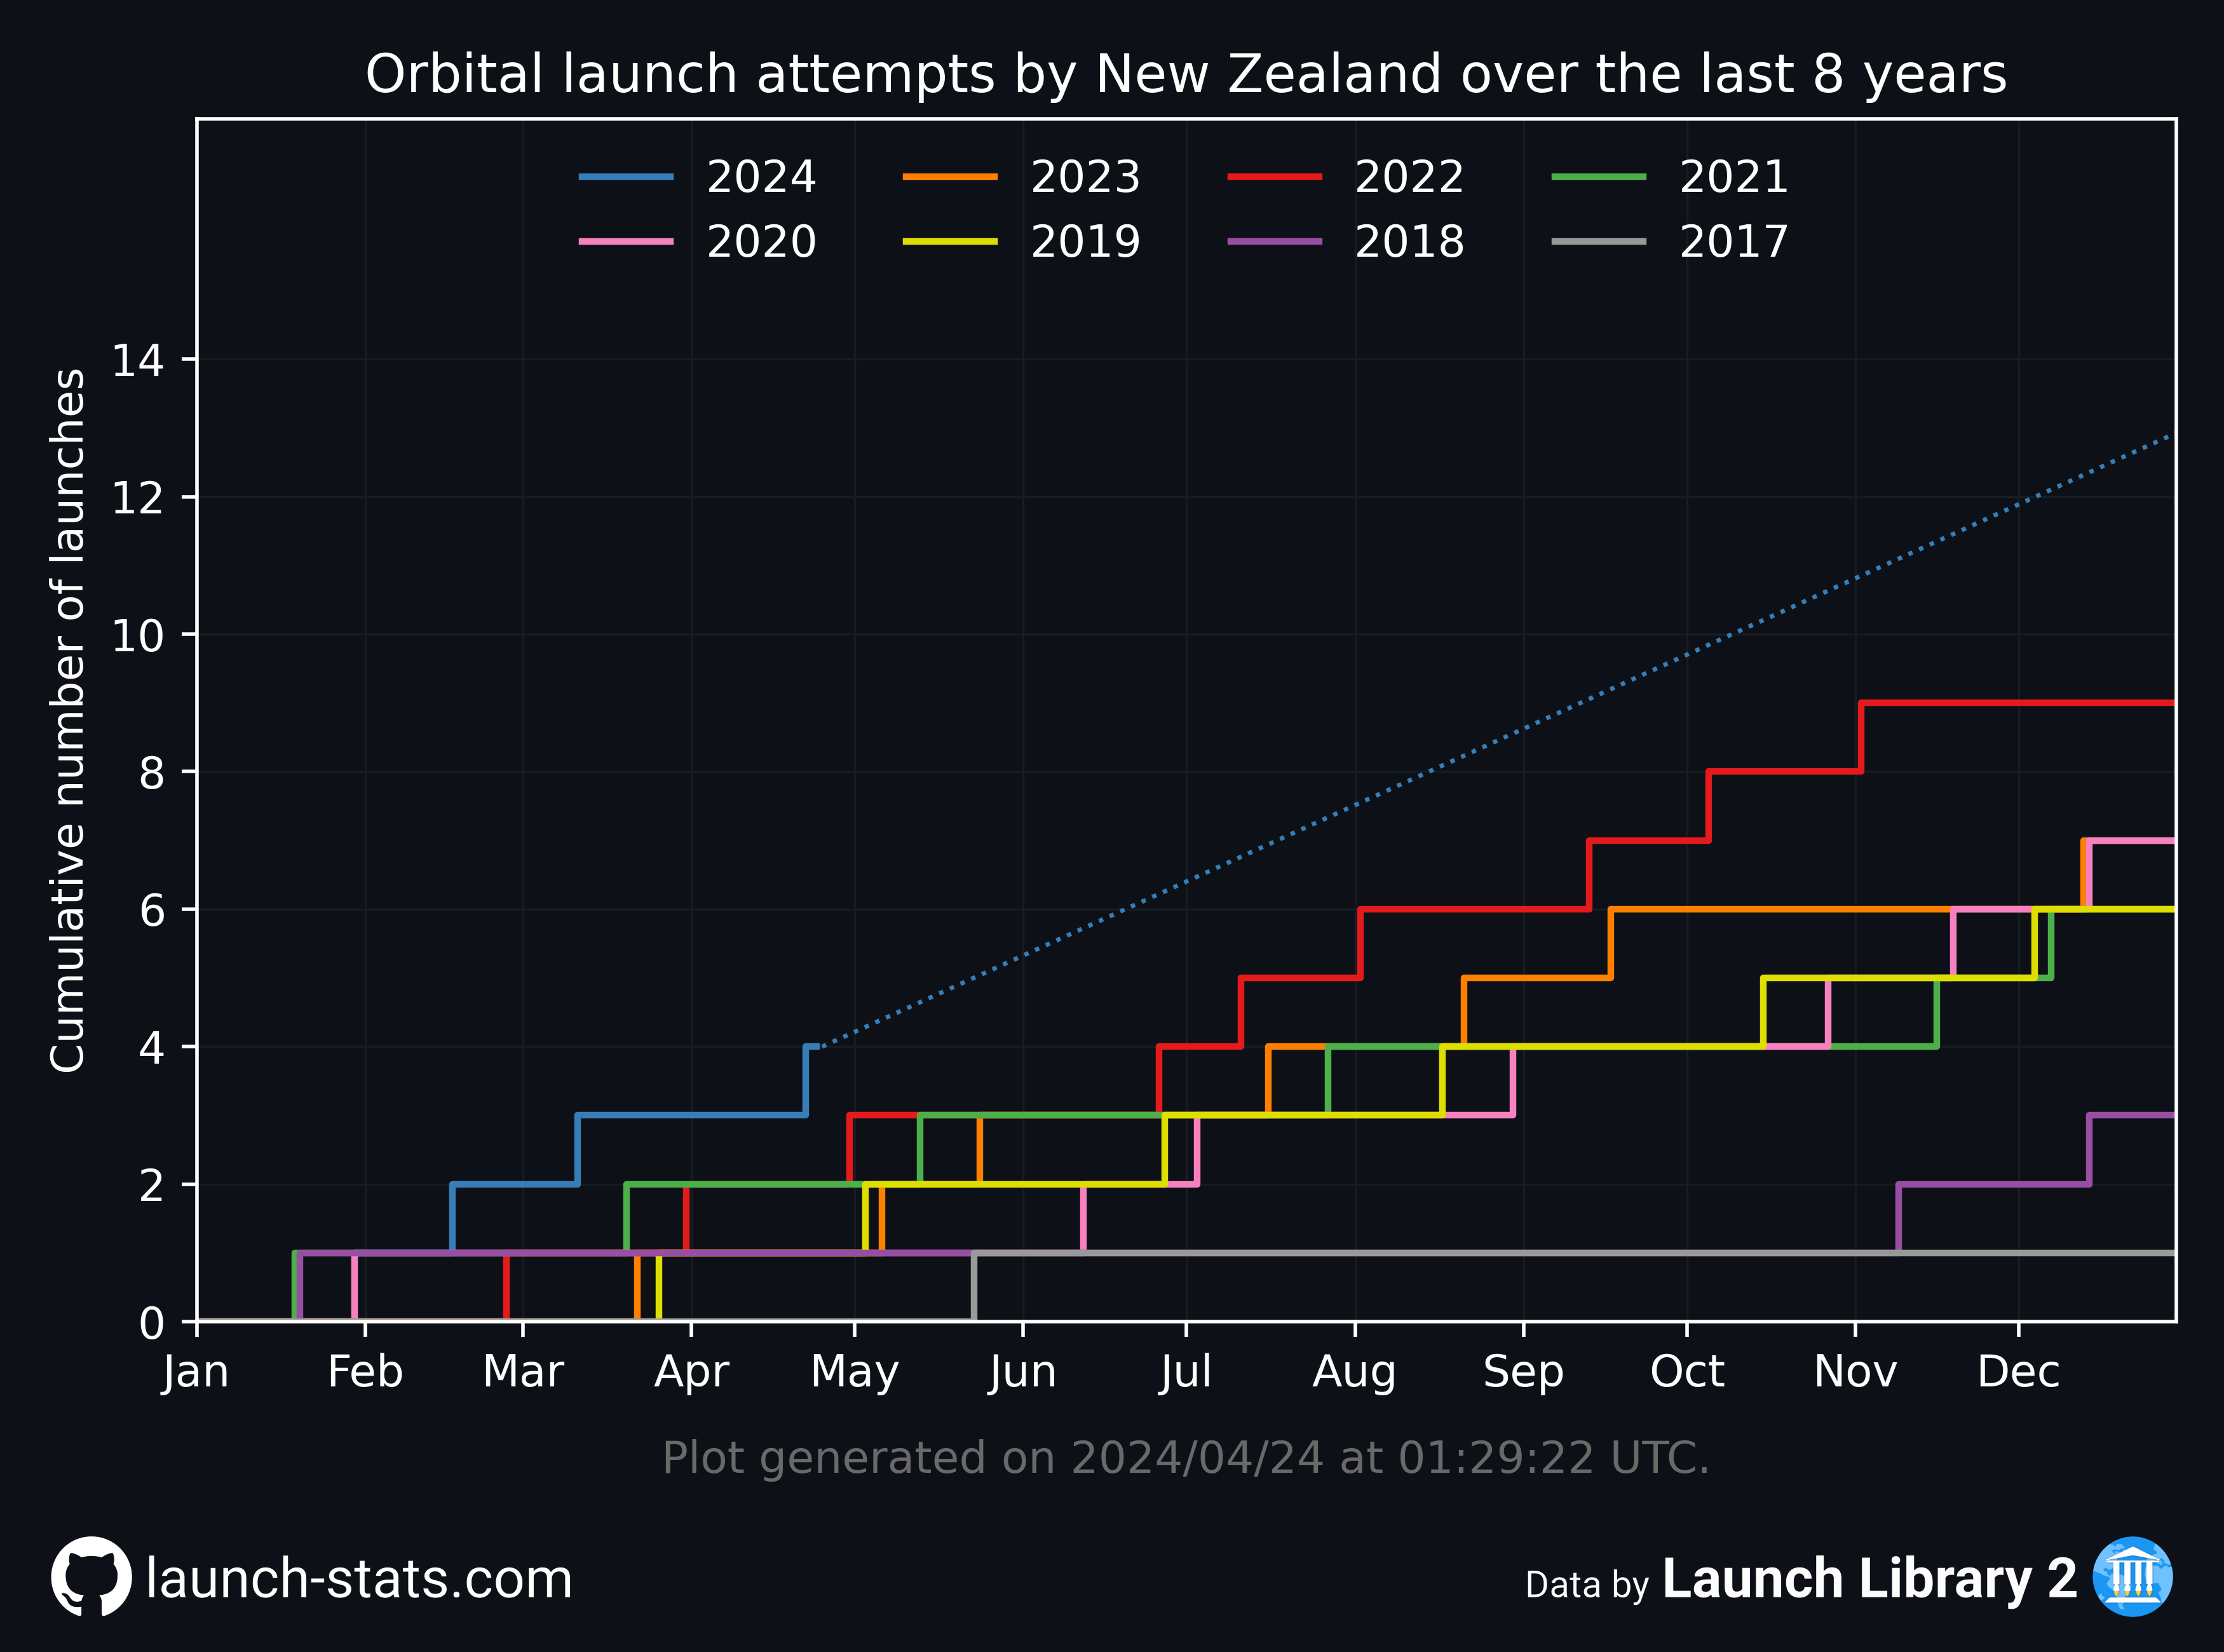 Orbital launch attempts by New Zealand over the last 8 years
2024 2023 2022 2021
2020 2019 2018 2017
Cumulative number of launches
14
12
10
8
6
4
2
0
Jan Feb Mar Apr May Jun Jul Aug Sep Oct Nov Dec
Plot generated on 2024/04/24 at 01:29:22 UTC.
launch-stats.com
Data by Launch Library 2